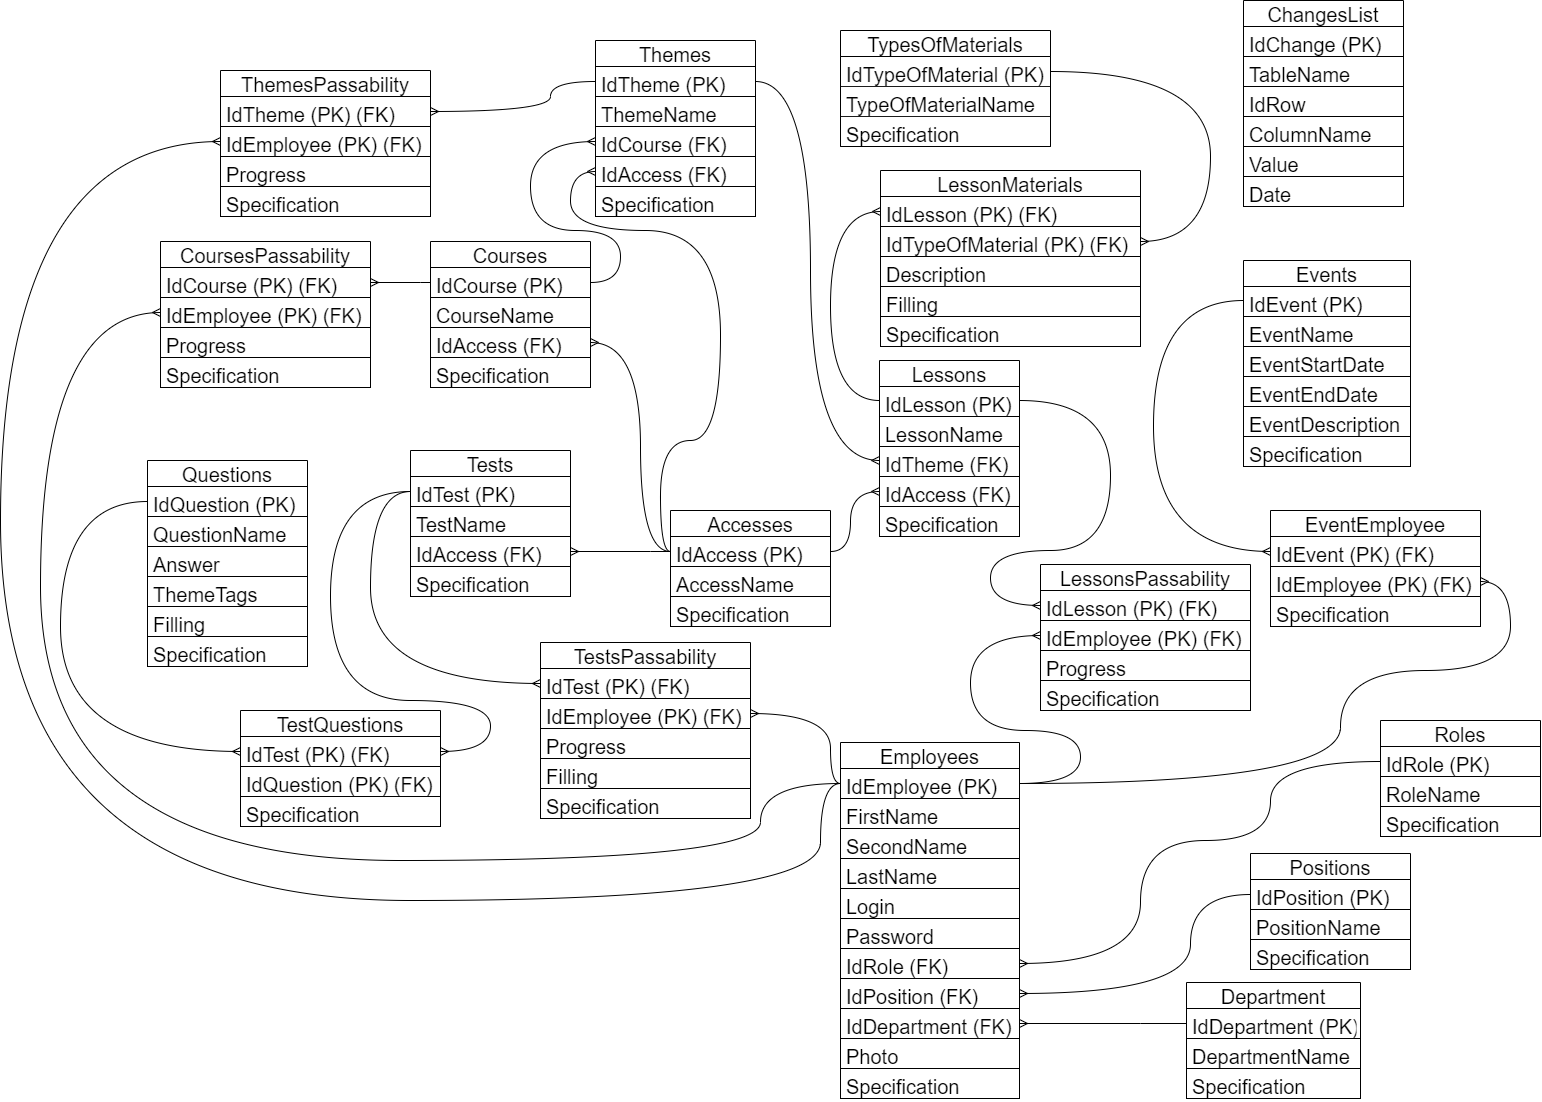 ThemesPassability
IdTheme (PK) (FK)
IdEmployee (PK) (FK)
Progress
Specification
Themes
IdTheme (PK)
ThemeName
IdCourse (FK)
IdAccess (FK)
Specification
TypesOfMaterials
IdTypeOfMaterial (PK)
TypeOfMaterialName
Specification
ChangesList
IdChange (PK)
TableName
IdRow
ColumnName
Value
Date
LessonMaterials
IdLesson (PK) (FK)
IdTypeOfMaterial (PK) (FK)
Description
Filling
Specification
CoursesPassability
IdCourse (PK) (FK)
IdEmployee (PK) (FK)
Progress
Specification
Courses
IdCourse (PK)
CourseName
IdAccess (FK)
Specification
Events
IdEvent (PK)
EventName
EventStartDate
EventEndDate
EventDescription
Specification
Lessons
IdLesson (PK)
LessonName
IdTheme (FK)
IdAccess (FK)
Specification
Questions
IdQuestion (PK)
QuestionName
Answer
ThemeTags
Filling
Specification
Tests
IdTest (PK)
TestName
IdAccess (FK)
Specification
Accesses
IdAccess (PK)
AccessName
Specification
EventEmployee
IdEvent (PK) (FK)
IdEmployee (PK) (FK)
Specification
LessonsPassability
IdLesson (PK) (FK)
IdEmployee (PK) (FK)
Progress
Specification
TestsPassability
IdTest (PK) (FK)
IdEmployee (PK) (FK)
Progress
Filling
Specification
TestQuestions
IdTest (PK) (FK)
IdQuestion (PK) (FK)
Specification
Employees
IdEmployee (PK)
FirstName
SecondName
LastName
Login
Password
IdRole (FK)
IdPosition (FK)
IdDepartment (FK)
Photo
Specification
Roles
IdRole (PK)
RoleName
Specification
Positions
IdPosition (PK)
PositionName
Specification
Department
IdDepartment (PK)
DepartmentName
Specification